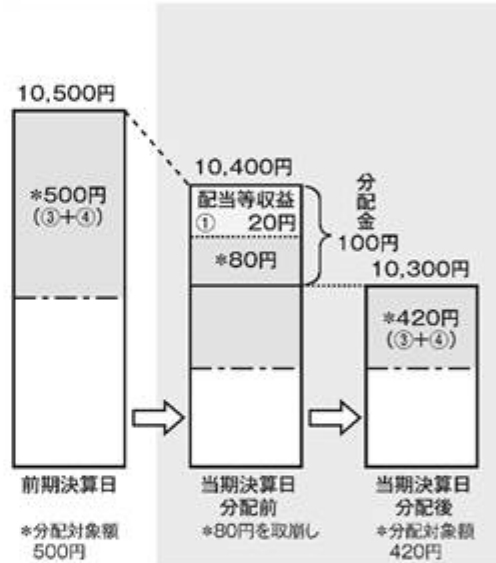 10,500円
*500円
(③+④)
10,400円
配当等収益
① 20円
*80円
分配金
100円
10,300円
*420円
(③+④)
前期決算日
*分配対象額
500円
当期決算日
分配前
*80円を取崩し
当期決算日
分配後
*分配対象額
420円